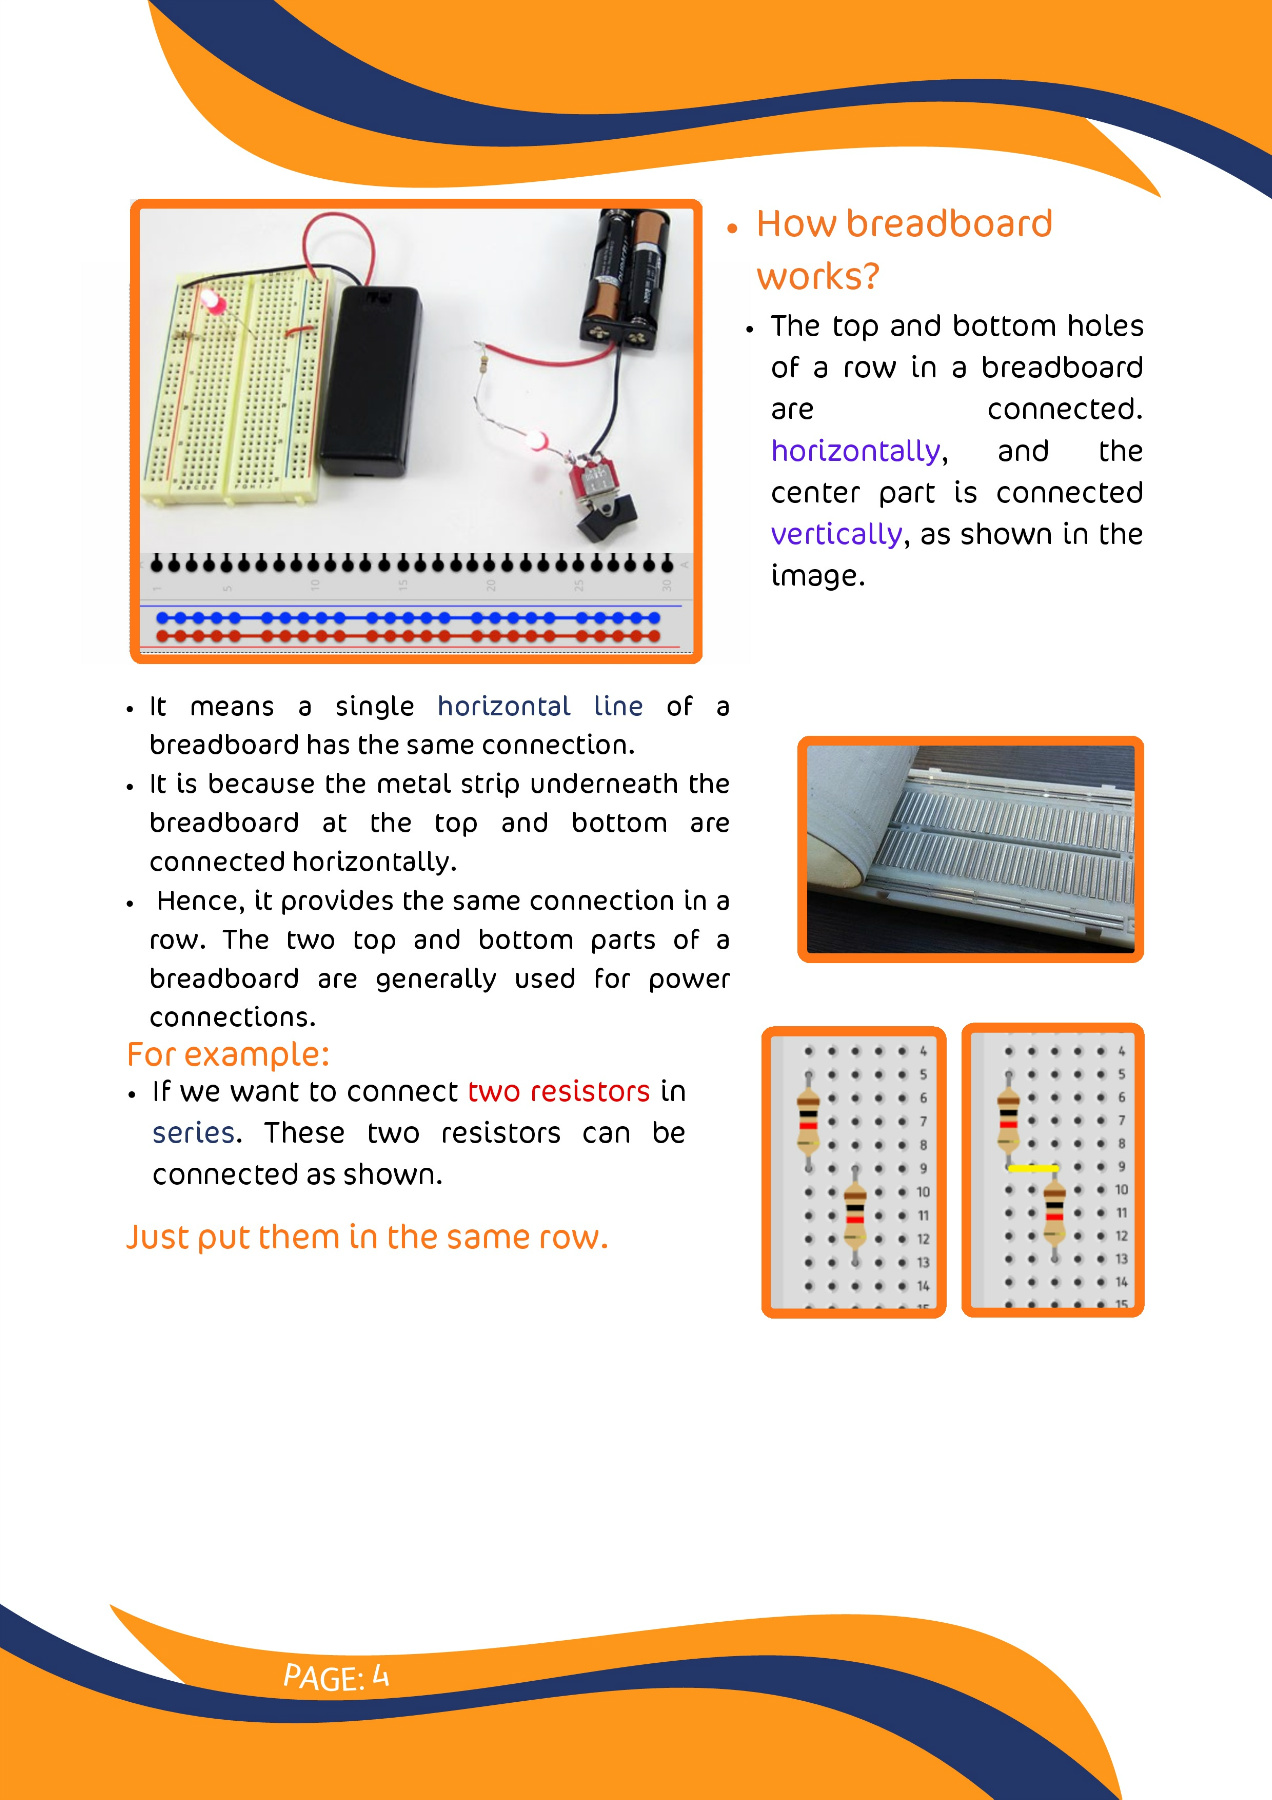 • How breadboard
works?
• The top and bottom holes
of a row in a breadboard
are connected.
horizontally, and the
center part is connected
vertically, as shown in the
image.
A A
1 5 10 15 20 25 30
• It means a single horizontal line of a
breadboard has the same connection.
• It is because the metal strip underneath the
breadboard at the top and bottom are
connected horizontally.
• Hence, it provides the same connection in a
row. The two top and bottom parts of a
breadboard are generally used for power
connections.
For example:
• If we want to connect two resistors in
series. These two resistors can be
connected as shown.
Just put them in the same row.
4
5
6
7
8
9
10
11
12
13
14
15
4
5
6
7
8
9
10
11
12
13
14
15
PAGE: 4